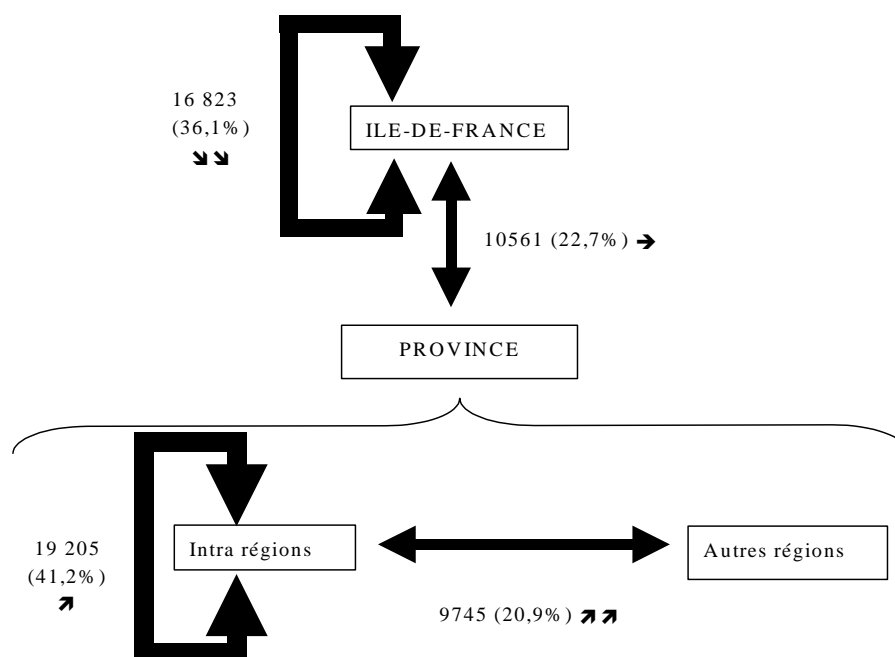 16 823
(36,1%)
➘➘
ILE-DE-FRANCE
10561 (22,7%) ➔
PROVINCE
19 205
(41,2%)
➚
Intra régions
Autres régions
9745 (20,9%) ➚➚